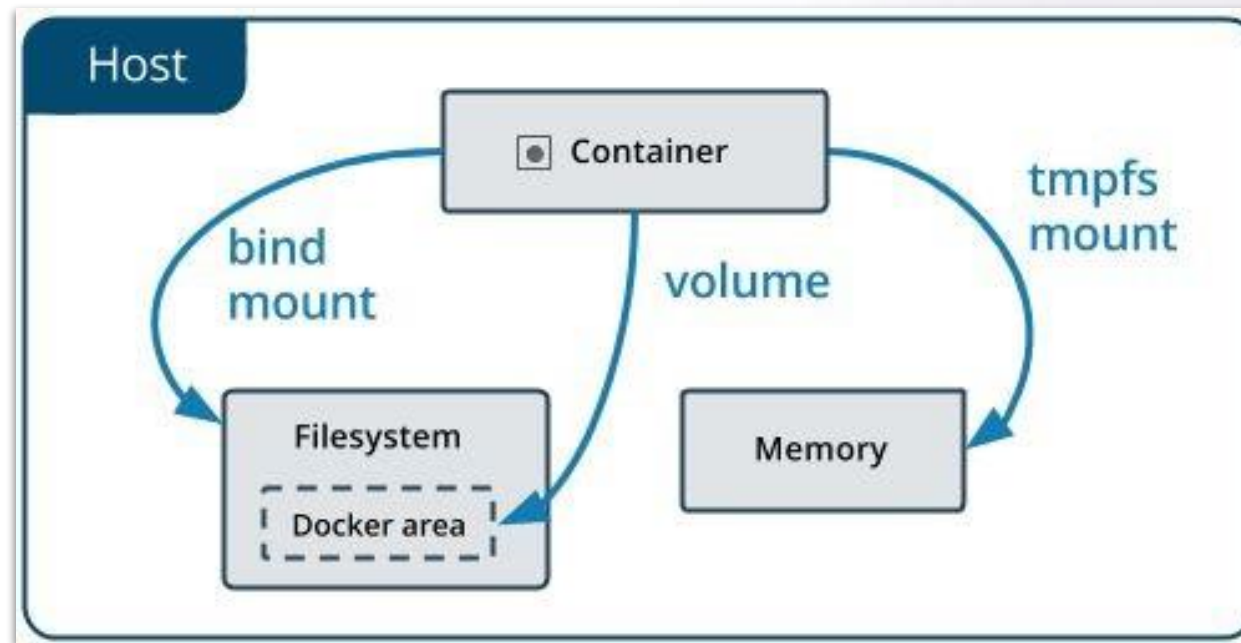 Host
Container
tmpfs
mount
bind
mount
volume
Filesystem
Memory
Docker area